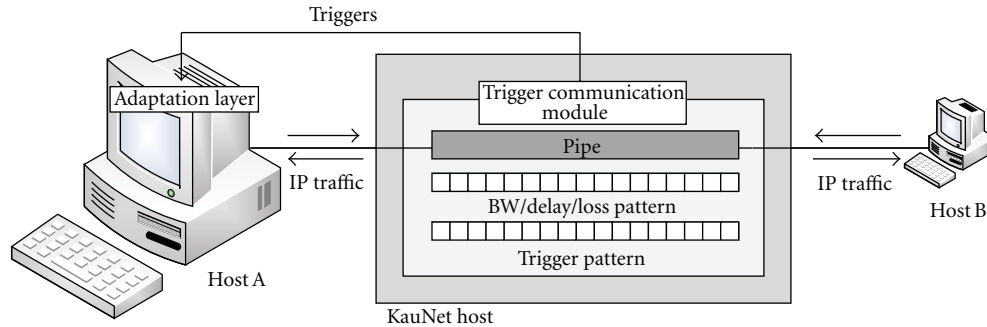 Triggers
Adaptation layer
Trigger communication
module
Pipe
IP traffic
IP traffic
BW/delay/loss pattern
Host B
Trigger pattern
Host A
KauNet host